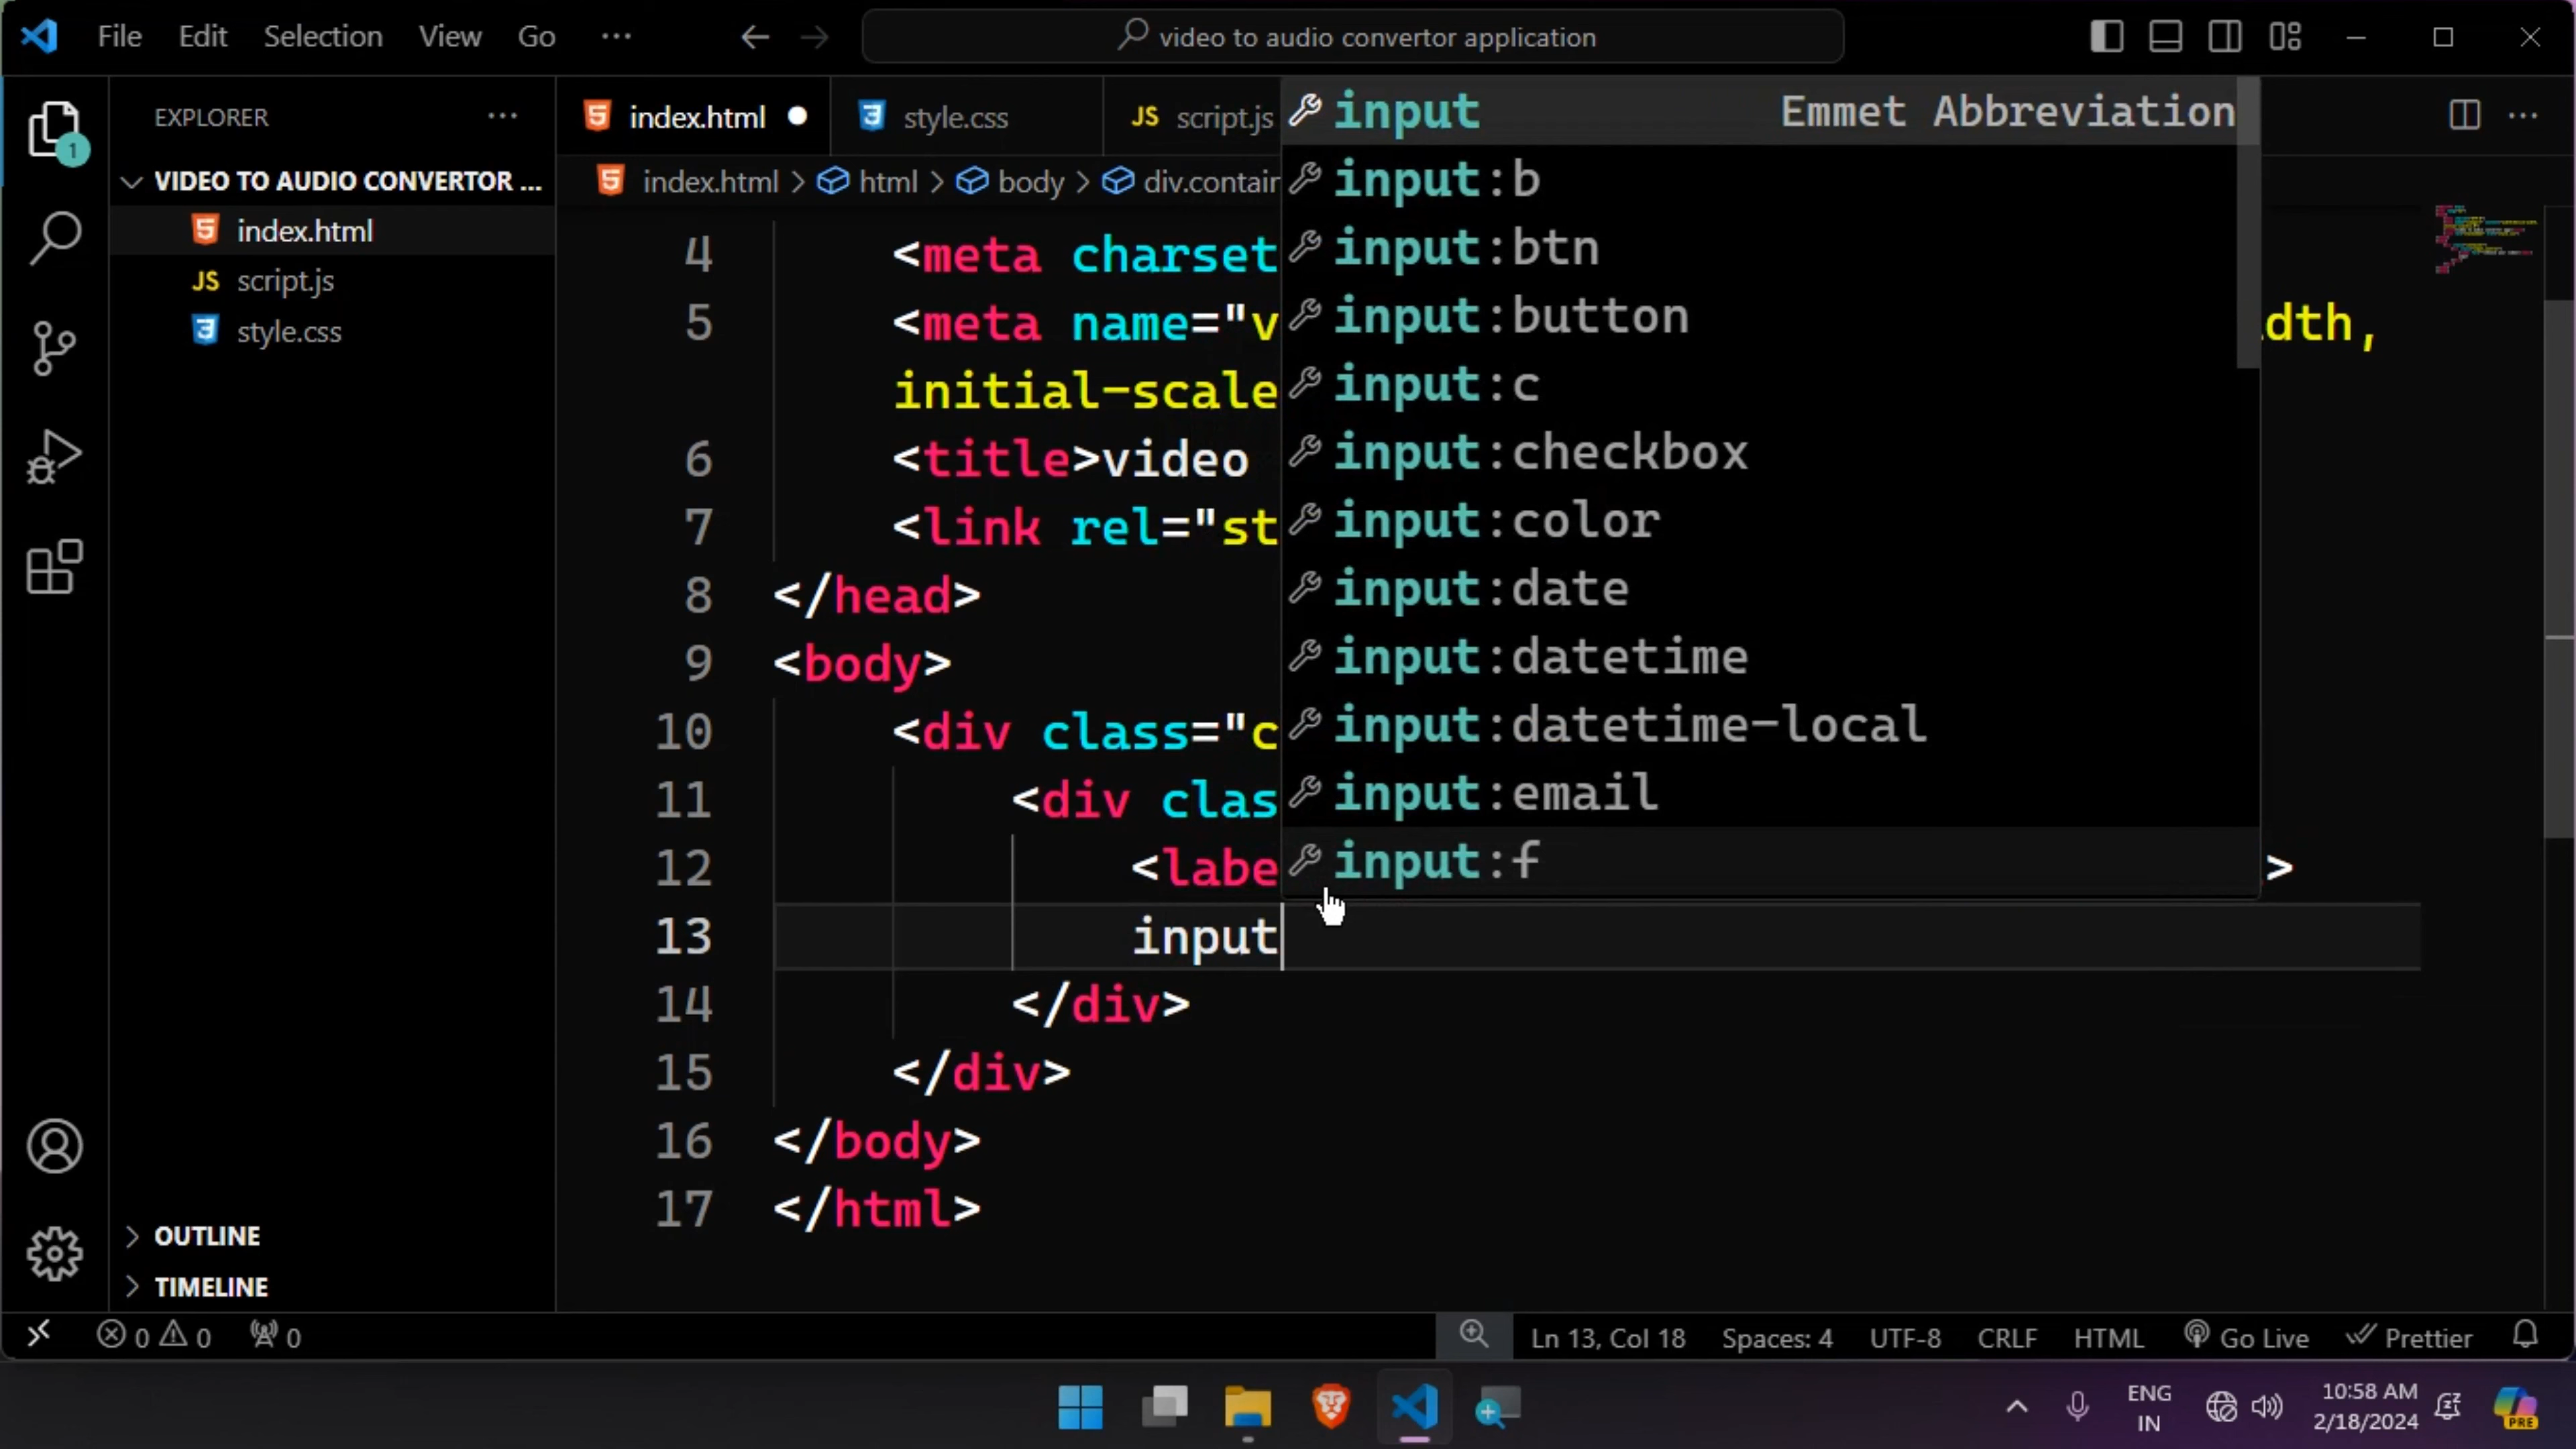 File Edit Selection View Go ··· video to audio convertor application
EXPLORER ···
1
VIDEO TO AUDIO CONVERTOR ...
index.html
JS script.js
style.css
OUTLINE
TIMELINE
index.html style.css JS script.js
index.html > html > body > div.contain
4 <meta charset
5 <meta name="v dth,
initial-scale
6 <title>video
7 <link rel="st
8 </head>
9 <body>
10 <div class="c
11 <div clas
12 <labe >
13 input
14 </div>
15 </div>
16 </body>
17 </html>
input Emmet Abbreviation
input:b
input:btn
input:button
input:c
input:checkbox
input:color
input:date
input:datetime
input:datetime-local
input:email
input:f
0 0 0 Ln 13, Col 18 Spaces: 4 UTF-8 CRLF HTML Go Live Prettier
ENG
IN
10:58 AM
2/18/2024
PRE